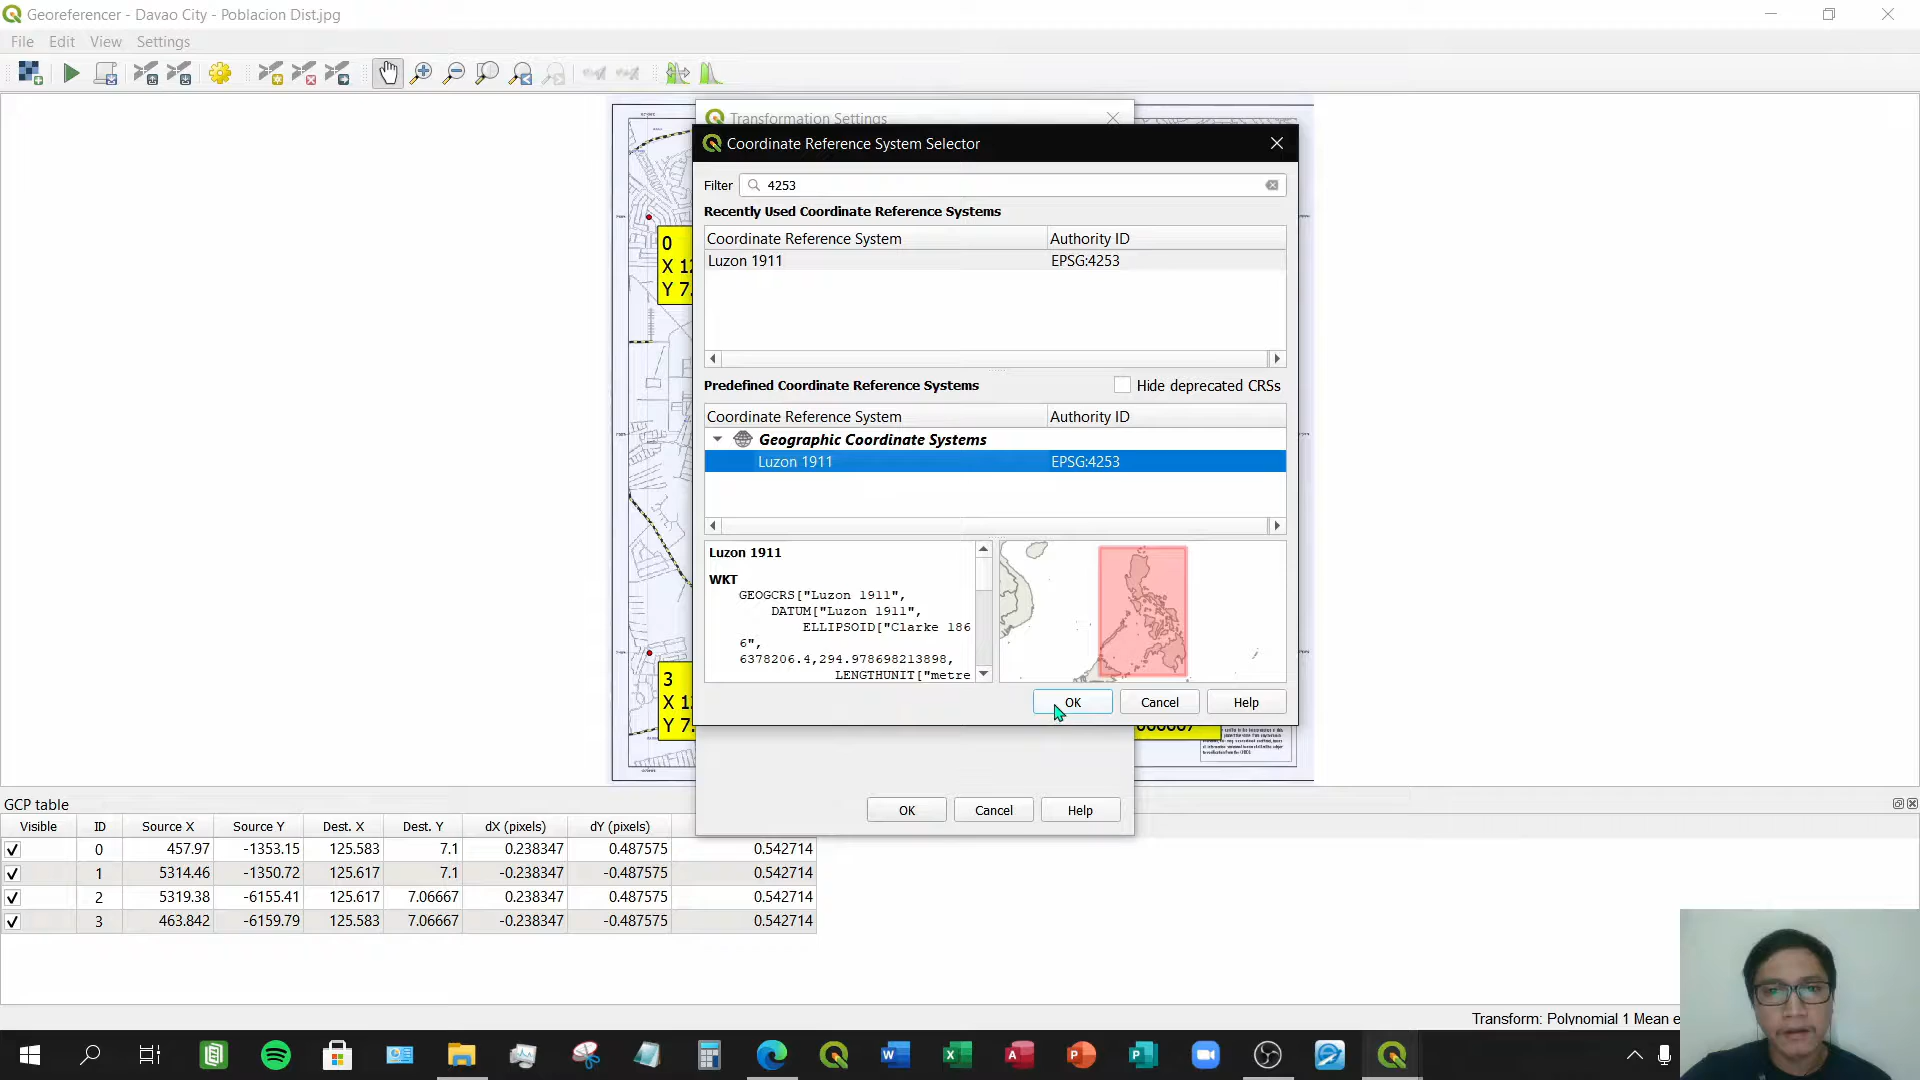 Georeferencer - Davao City - Poblacion Dist.jpg
File Edit View Settings
Transformation Settings
Coordinate Reference System Selector
Filter 4253
Recently Used Coordinate Reference Systems
Coordinate Reference System Authority ID
Luzon 1911 EPSG:4253
Predefined Coordinate Reference Systems Hide deprecated CRSs
Coordinate Reference System Authority ID
Geographic Coordinate Systems
Luzon 1911 EPSG:4253
Luzon 1911
WKT
GEOGCRS["Luzon 1911",
DATUM["Luzon 1911",
ELLIPSOID["Clarke 186
6",
6378206.4,294.978698213898,
LENGTHUNIT["metre
OK Cancel Help
0
X 12
Y 7.
3
X 12
Y 7.
OK Cancel Help
GCP table
Visible ID Source X Source Y Dest. X Dest. Y dX (pixels) dY (pixels)
0 457.97 -1353.15 125.583 7.1 0.238347 0.487575 0.542714
1 5314.46 -1350.72 125.617 7.1 -0.238347 -0.487575 0.542714
2 5319.38 -6155.41 125.617 7.06667 0.238347 0.487575 0.542714
3 463.842 -6159.79 125.583 7.06667 -0.238347 -0.487575 0.542714
Transform: Polynomial 1 Mean e